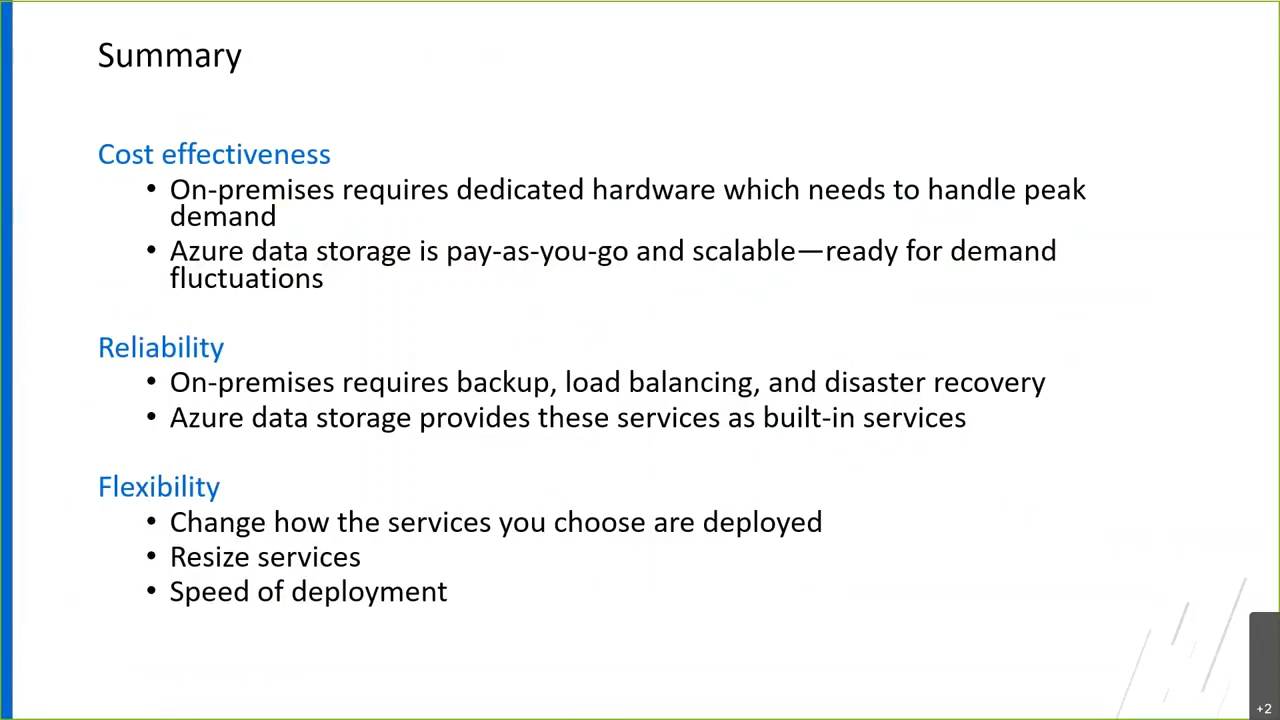 Summary
Cost effectiveness
• On-premises requires dedicated hardware which needs to handle peak
demand
• Azure data storage is pay-as-you-go and scalable—ready for demand
fluctuations
Reliability
• On-premises requires backup, load balancing, and disaster recovery
• Azure data storage provides these services as built-in services
Flexibility
• Change how the services you choose are deployed
• Resize services
• Speed of deployment
+2